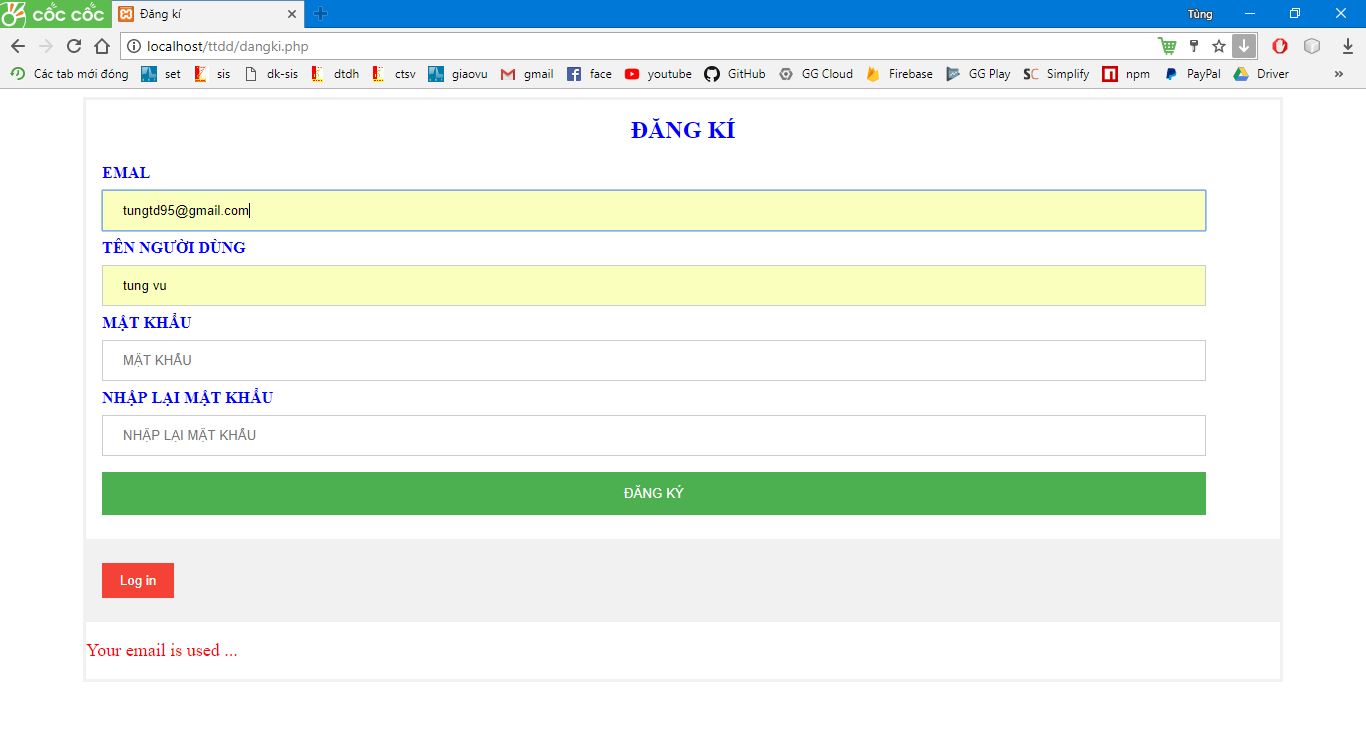 cốc cốc Đăng kí Tùng
localhost/ttdd/dangki.php
Các tab mới đóng set sis dk-sis dtdh ctsv giaovu gmail face youtube GitHub GG Cloud Firebase GG Play SC Simplify npm PayPal Driver »
ĐĂNG KÍ
EMAL
tungtd95@gmail.com
TÊN NGƯỜI DÙNG
tung vu
MẬT KHẨU
MẬT KHẨU
NHẬP LẠI MẬT KHẨU
NHẬP LẠI MẬT KHẨU
ĐĂNG KÝ
Log in
Your email is used ...